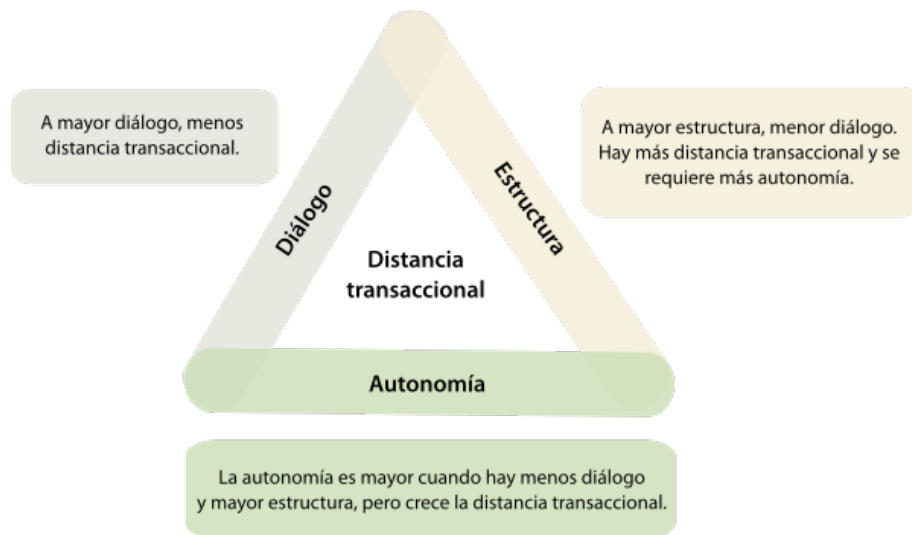 A mayor diálogo, menos
distancia transaccional.
A mayor estructura, menor diálogo.
Hay más distancia transaccional y se
requiere más autonomía.
Diálogo
Estructura
Distancia
transaccional
Autonomía
La autonomía es mayor cuando hay menos diálogo
y mayor estructura, pero crece la distancia transaccional.